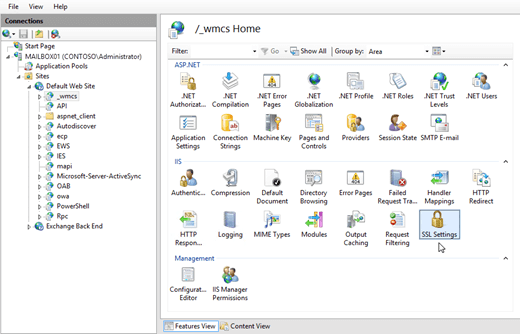 File View Help
Connections
Start Page
MAILBOX01 (CONTOSO\Administrator)
Application Pools
Sites
Default Web Site
_wmcs
API
aspnet_client
Autodiscover
ecp
EWS
IES
mapi
Microsoft-Server-ActiveSync
OAB
owa
PowerShell
Rpc
Exchange Back End
/_wmcs Home
Filter: Go Show All Group by: Area
ASP.NET
.NET Authorizat... .NET Compilation .NET Error Pages .NET Globalization .NET Profile .NET Roles .NET Trust Levels .NET Users
Application Settings Connection Strings Machine Key Pages and Controls Providers Session State SMTP E-mail
IIS
Authentic... Compression Default Document Directory Browsing Error Pages Failed Request Tra... Handler Mappings HTTP Redirect
HTTP Respon... Logging MIME Types Modules Output Caching Request Filtering SSL Settings
Management
Configurat... Editor IIS Manager Permissions
Features View Content View